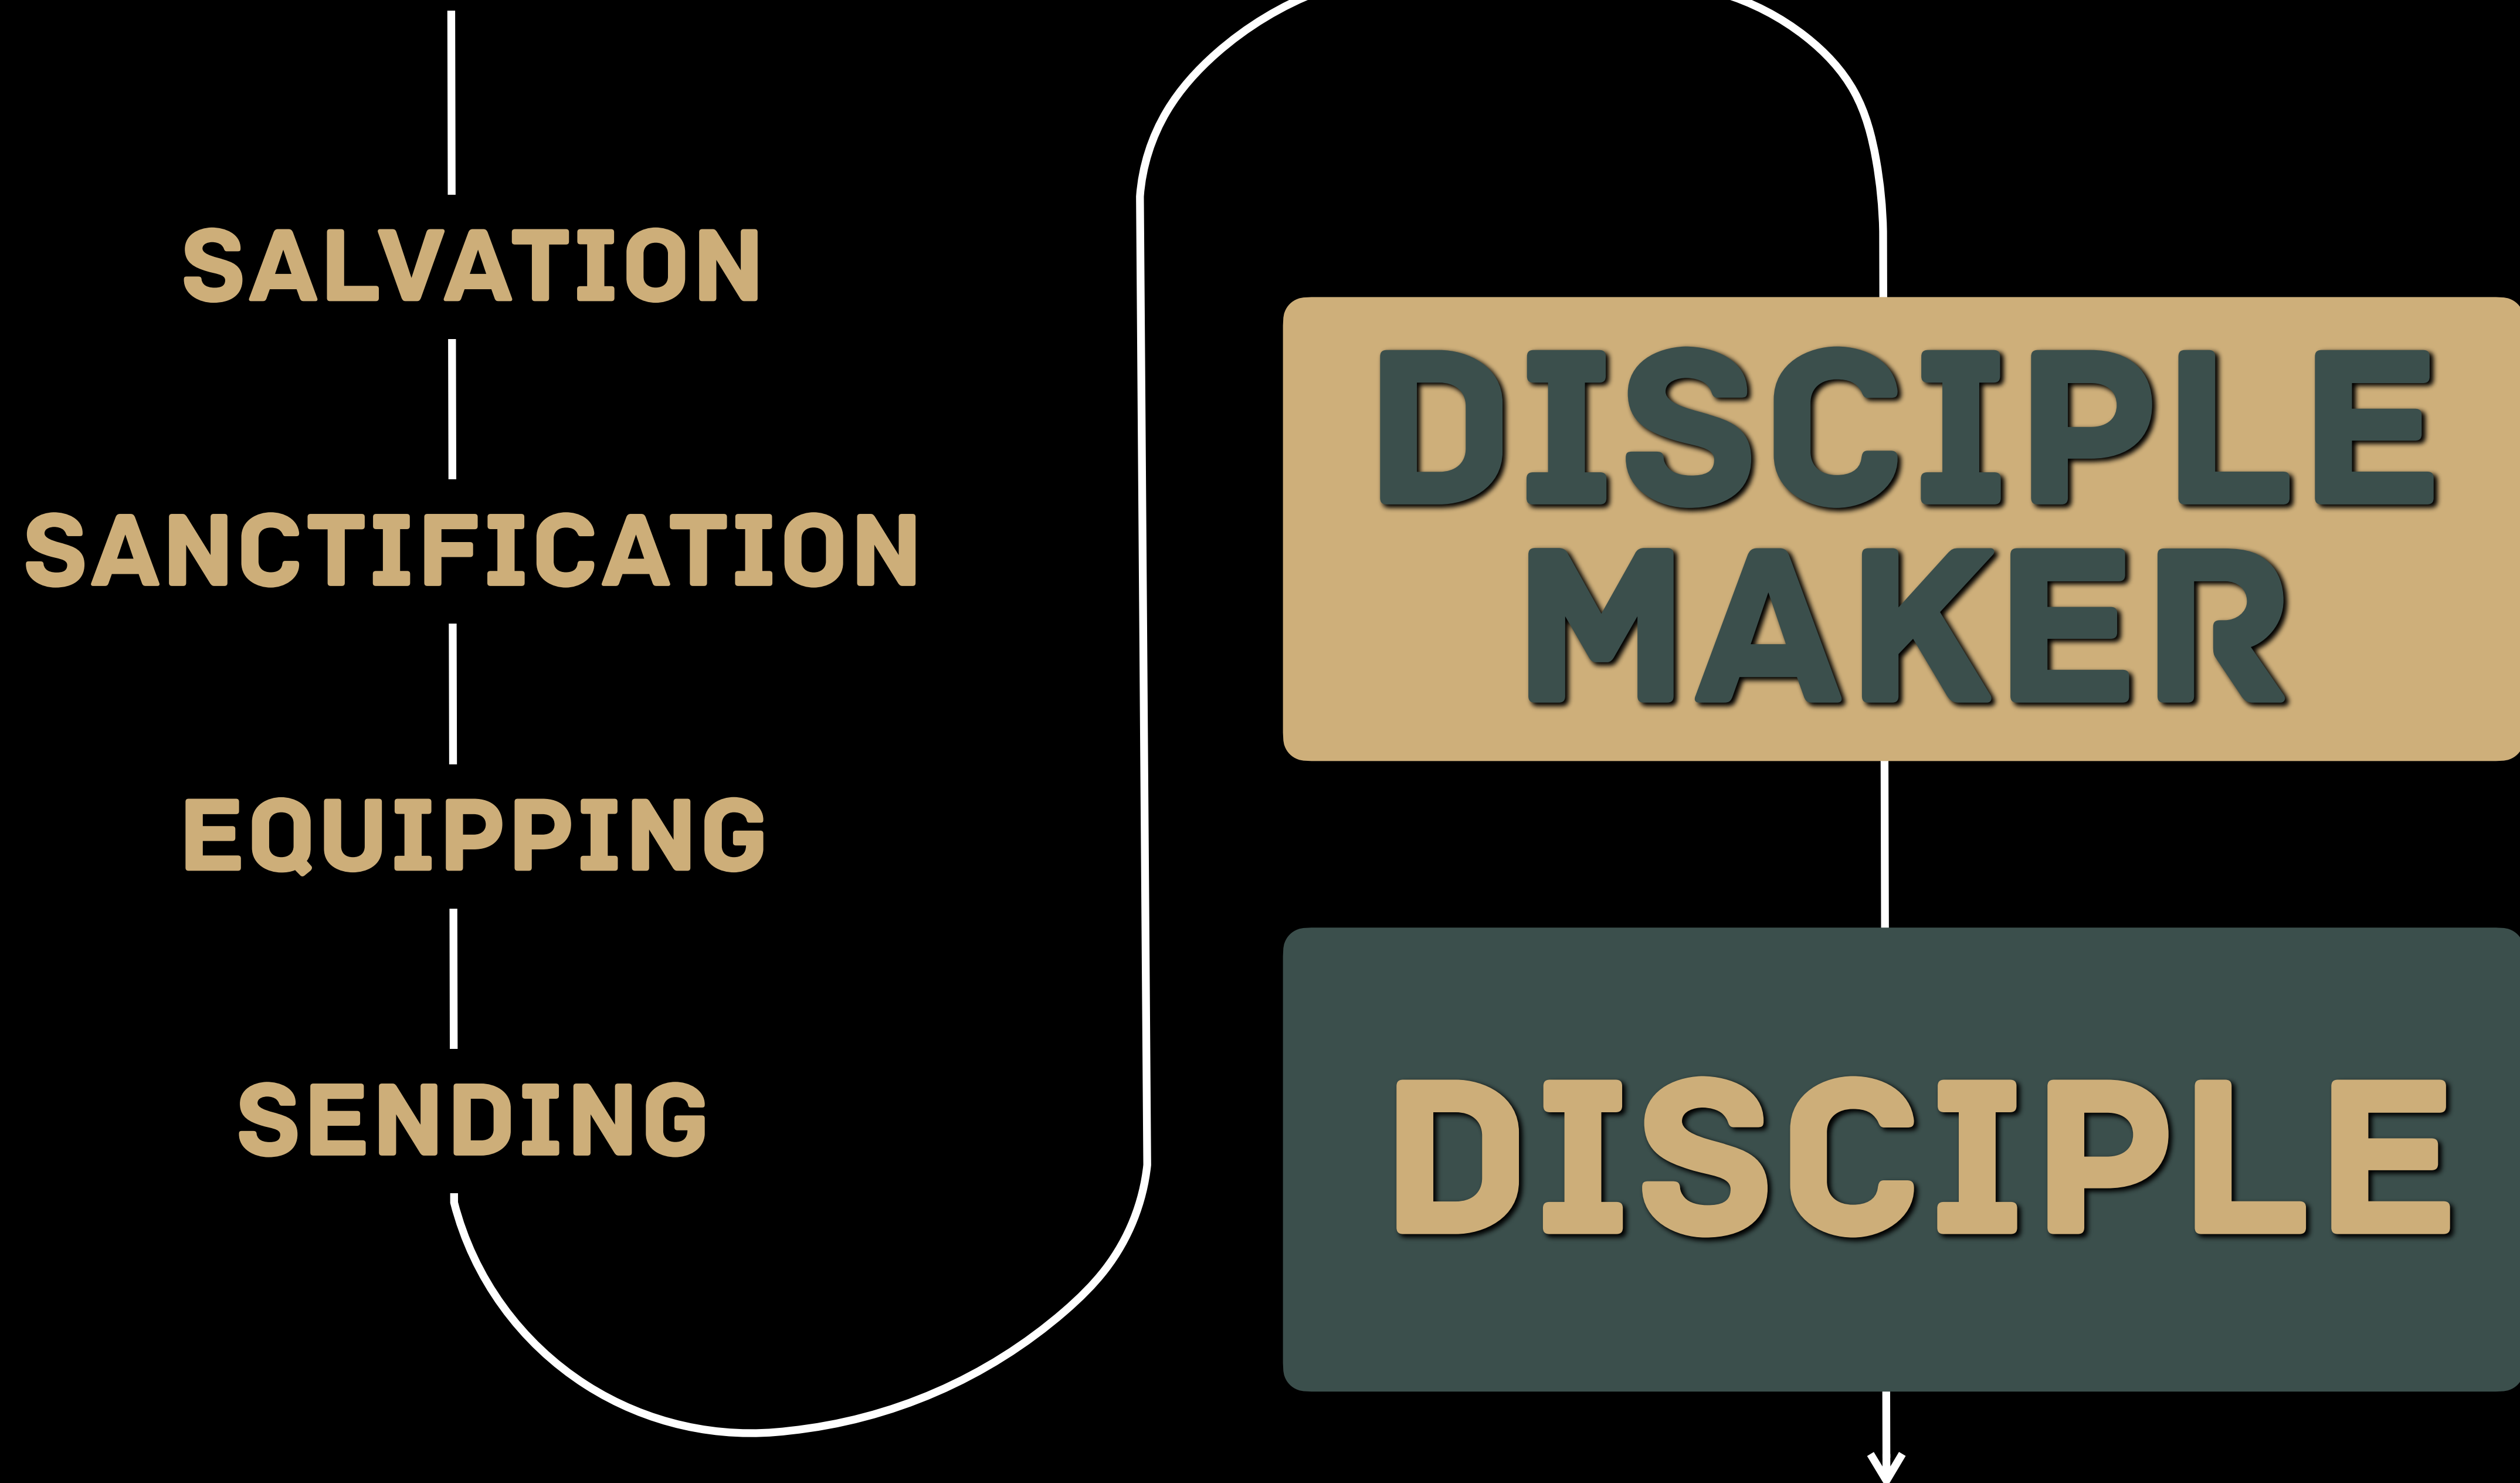 SALVATION
SANCTIFICATION
EQUIPPING
SENDING
DISCIPLE
MAKER
DISCIPLE